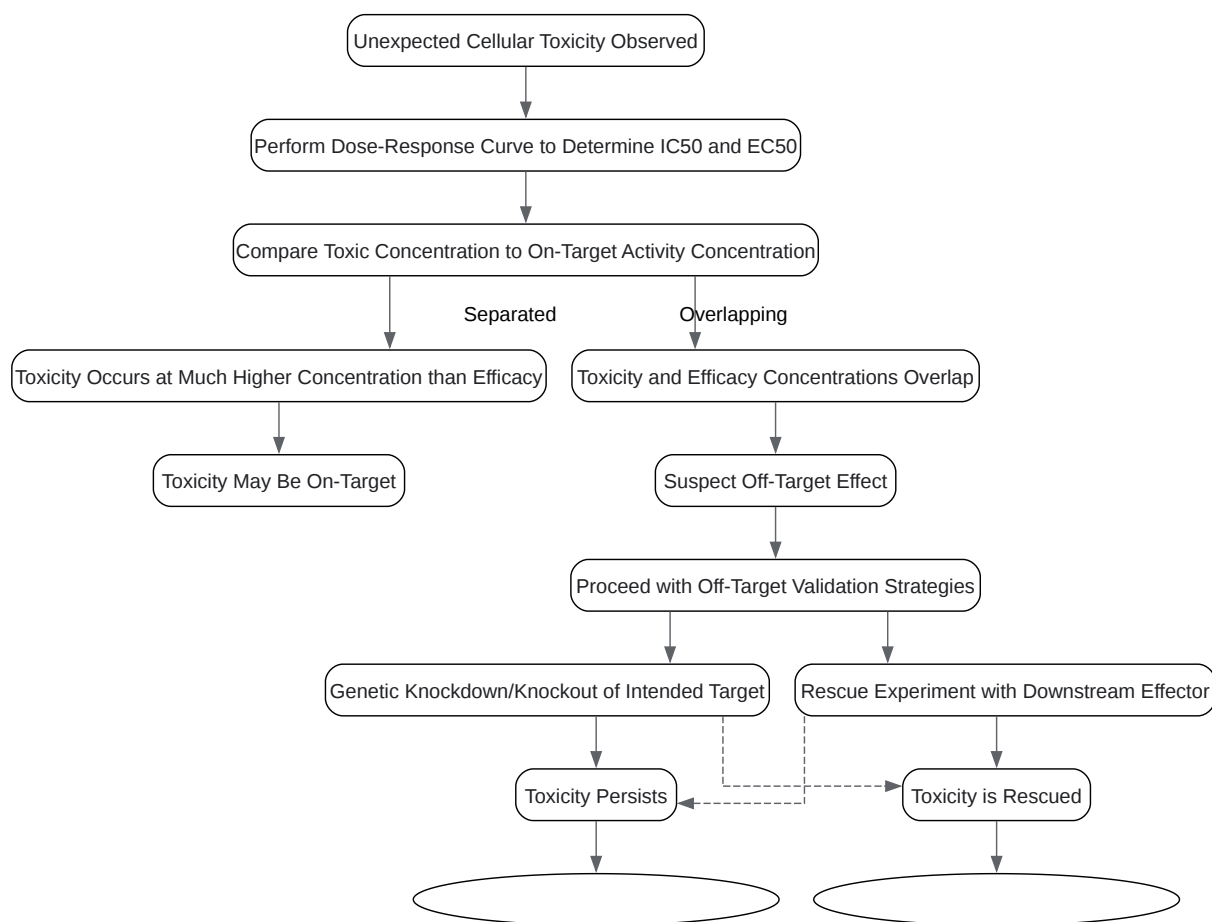 Unexpected Cellular Toxicity Observed
Perform Dose-Response Curve to Determine IC50 and EC50
Compare Toxic Concentration to On-Target Activity Concentration
Separated
Overlapping
Toxicity Occurs at Much Higher Concentration than Efficacy
Toxicity and Efficacy Concentrations Overlap
Toxicity May Be On-Target
Suspect Off-Target Effect
Proceed with Off-Target Validation Strategies
Genetic Knockdown/Knockout of Intended Target
Rescue Experiment with Downstream Effector
Toxicity Persists
Toxicity is Rescued